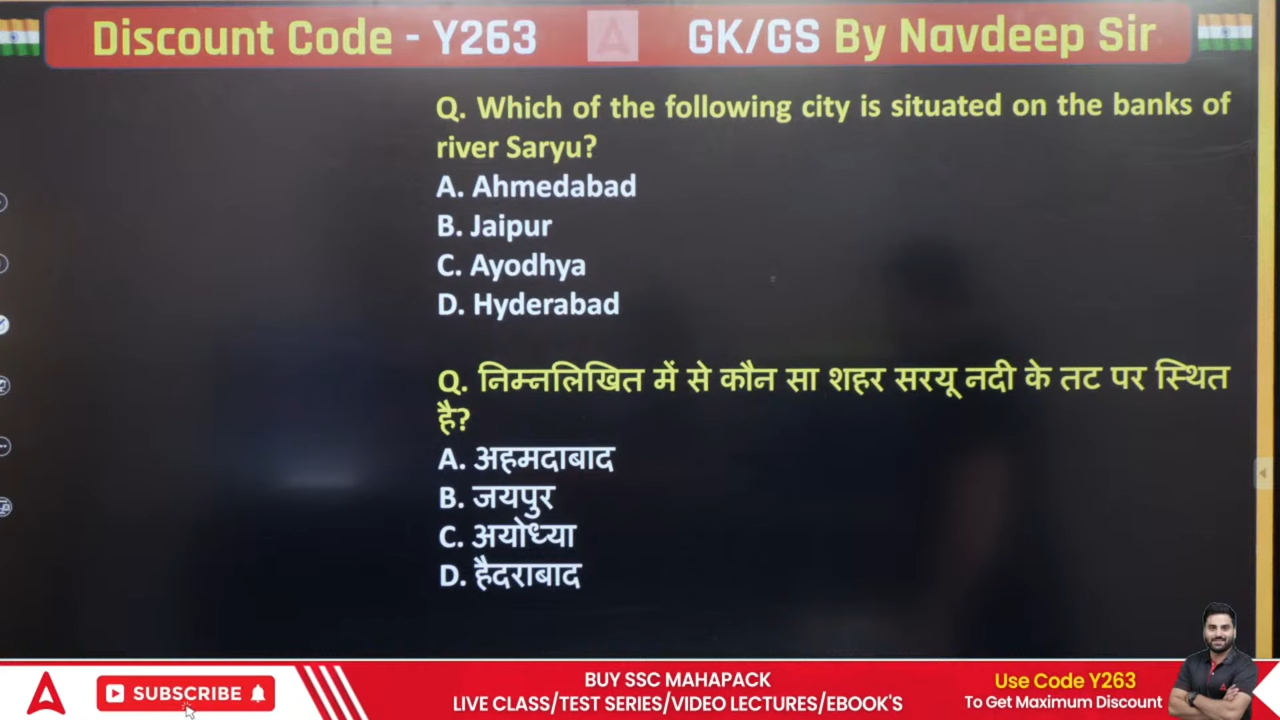 Discount Code - Y263
GK/GS By Navdeep Sir
Q. Which of the following city is situated on the banks of
river Saryu?
A. Ahmedabad
B. Jaipur
C. Ayodhya
D. Hyderabad
Q. निम्नलिखित में से कौन सा शहर सरयू नदी के तट पर स्थित
है?
A. अहमदाबाद
B. जयपुर
C. अयोध्या
D. हैदराबाद
SUBSCRIBE
BUY SSC MAHAPACK
LIVE CLASS/TEST SERIES/VIDEO LECTURES/EBOOK'S
Use Code Y263
To Get Maximum Discount